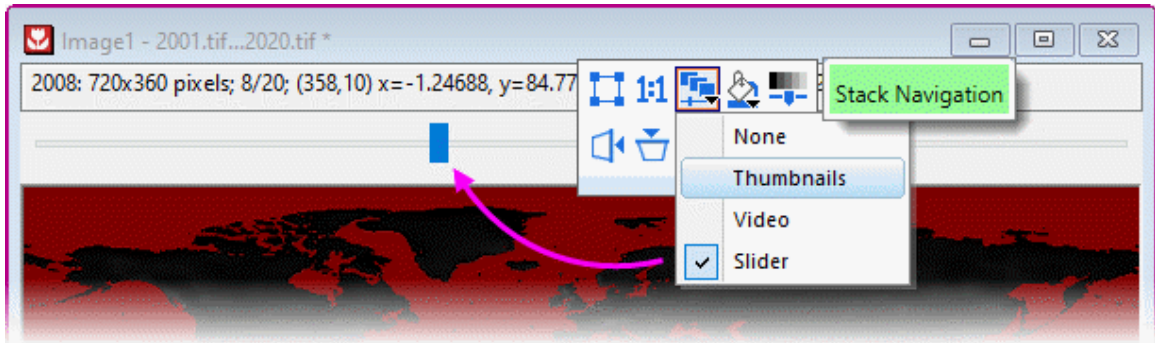 Image1 - 2001.tif...2020.tif *
2008: 720x360 pixels; 8/20; (358,10) x=-1.24688, y=84.77
1:1
Stack Navigation
None
Thumbnails
Video
Slider